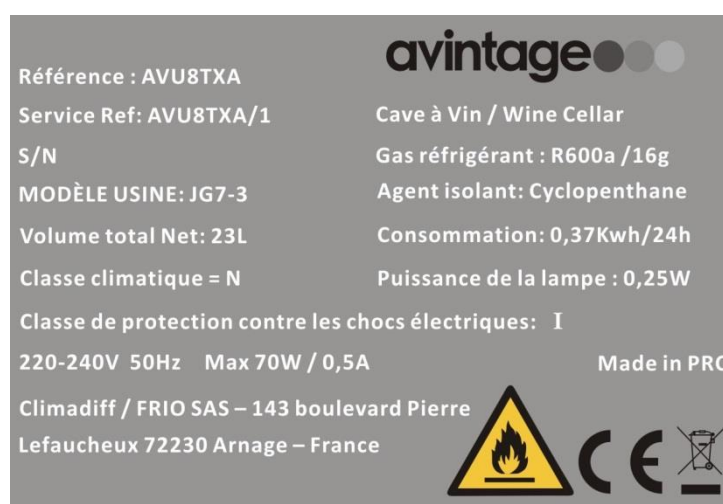 avintage
Référence : AVU8TXA
Service Ref: AVU8TXA/1
Cave à Vin / Wine Cellar
S/N
Gas réfrigérant : R600a /16g
MODÈLE USINE: JG7-3
Agent isolant: Cyclopenthane
Volume total Net: 23L
Consommation: 0,37Kwh/24h
Classe climatique = N
Puissance de la lampe : 0,25W
Classe de protection contre les chocs électriques: I
220-240V 50Hz Max 70W / 0,5A
Made in PRC
Climadiff / FRIO SAS – 143 boulevard Pierre
Lefaucheux 72230 Arnage – France
CE